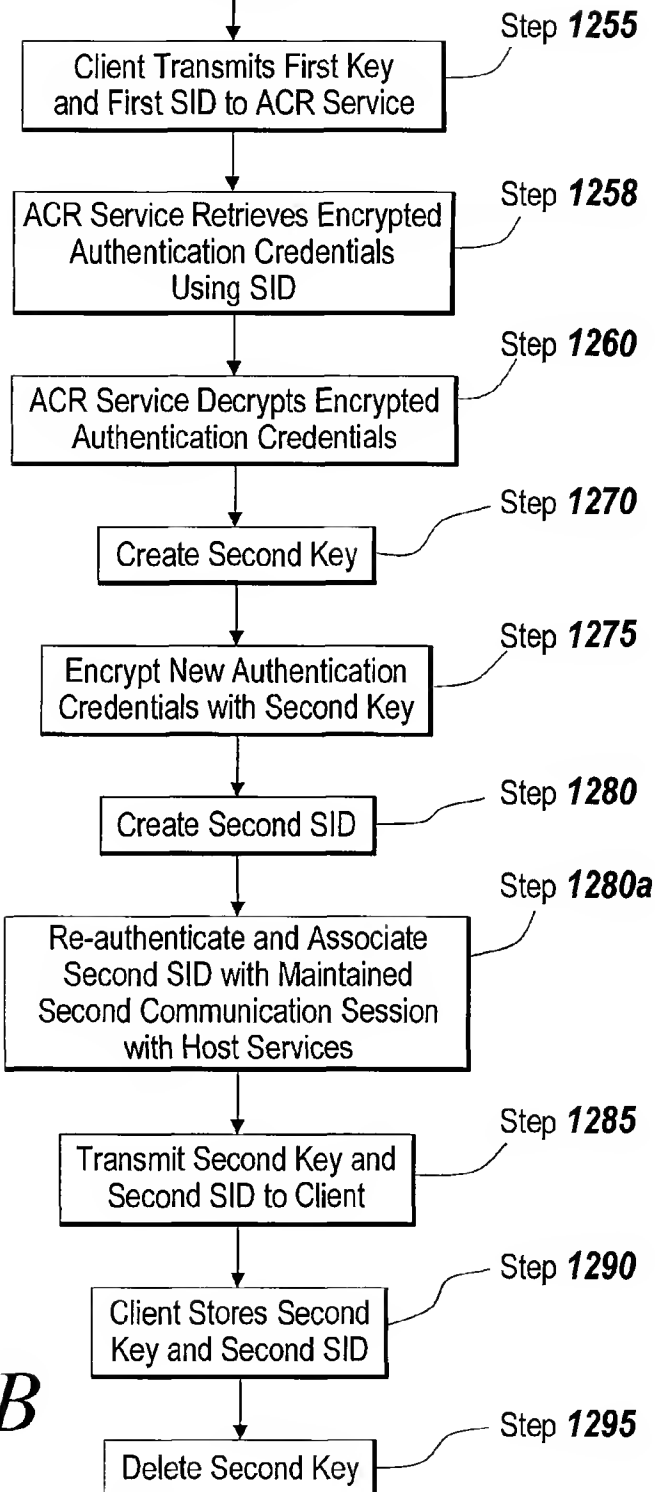 Step 1255
Client Transmits First Key
and First SID to ACR Service
Step 1258
ACR Service Retrieves Encrypted
Authentication Credentials
Using SID
Step 1260
ACR Service Decrypts Encrypted
Authentication Credentials
Step 1270
Create Second Key
Step 1275
Encrypt New Authentication
Credentials with Second Key
Step 1280
Create Second SID
Step 1280a
Re-authenticate and Associate
Second SID with Maintained
Second Communication Session
with Host Services
Step 1285
Transmit Second Key and
Second SID to Client
Step 1290
Client Stores Second
Key and Second SID
B
Step 1295
Delete Second Key